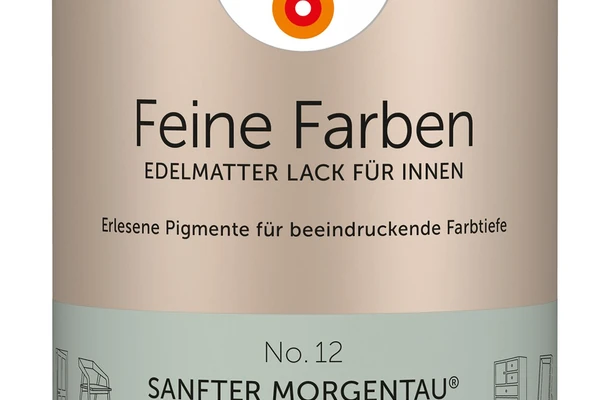 Feine Farben
EDELMATTER LACK FÜR INNEN
Erlesene Pigmente für beeindruckende Farbtiefe
No. 12
SANFTER MORGENTAU®